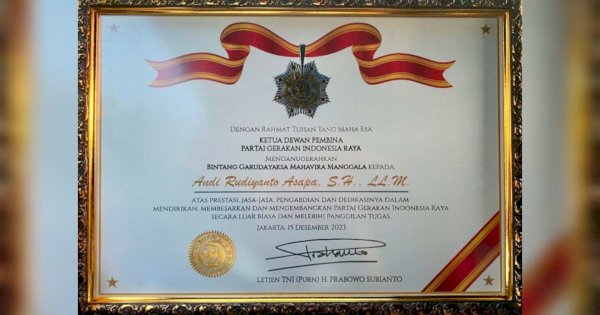 DENGAN RAHMAT TUHAN YANG MAHA ESA
KETUA DEWAN PEMBINA
PARTAI GERAKAN INDONESIA RAYA
MENGANUGERAHKAN
BINTANG GARUDAYAKSA MAHAVIRA MANGGALA KEPADA:
Andi Rudiyanto Asapa, S.H., LL.M.
ATAS PRESTASI, JASA-JASA, PENGABDIAN DAN DEDIKASINYA DALAM
MENDIRIKAN, MEMBESARKAN DAN MENGEMBANGKAN PARTAI GERAKAN INDONESIA RAYA
SECARA LUAR BIASA DAN MELEBIHI PANGGILAN TUGAS.
JAKARTA, 15 DESEMBER 2023
LETJEN TNI (PURN) H. PRABOWO SUBIANTO